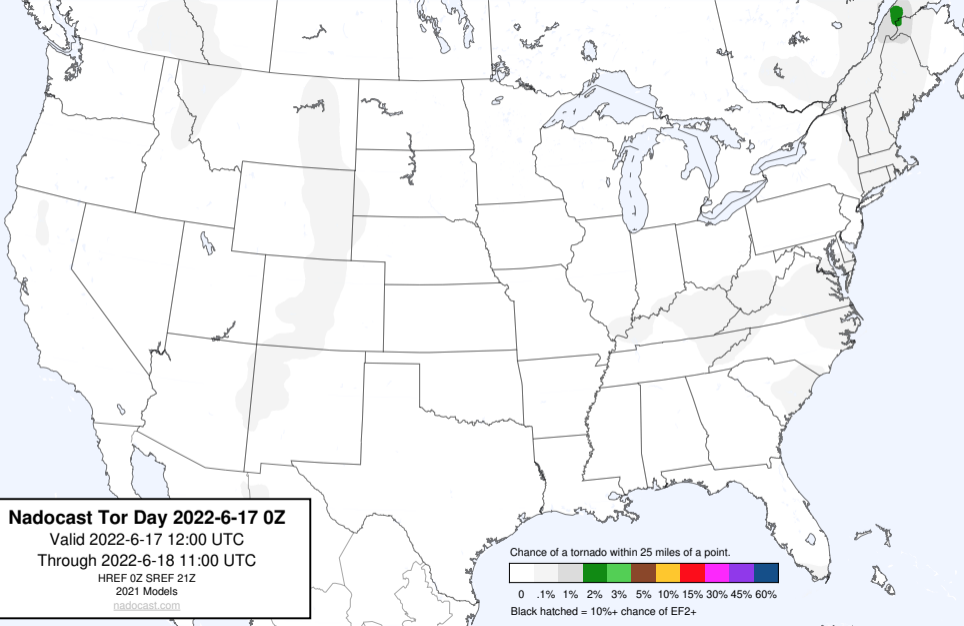 Nadocast Tor Day 2022-6-17 0Z
Valid 2022-6-17 12:00 UTC
Through 2022-6-18 11:00 UTC
HREF 0Z SREF 21Z
2021 Models
nadocast.com
Chance of a tornado within 25 miles of a point.
0 .1% 1% 2% 3% 5% 10% 15% 30% 45% 60%
Black hatched = 10%+ chance of EF2+